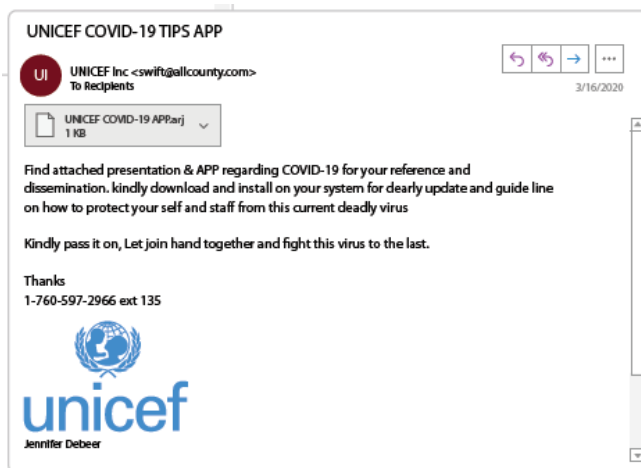 UNICEF COVID-19 TIPS APP
UI
UNICEF Inc <swift@allcounty.com>
To Recipients
3/16/2020
UNICEF COVID-19 APP.arj
1 KB
Find attached presentation & APP regarding COVID-19 for your reference and
dissemination. kindly download and install on your system for dearly update and guide line
on how to protect your self and staff from this current deadly virus
Kindly pass it on, Let join hand together and fight this virus to the last.
Thanks
1-760-597-2966 ext 135
unicef
Jennifer Debeer